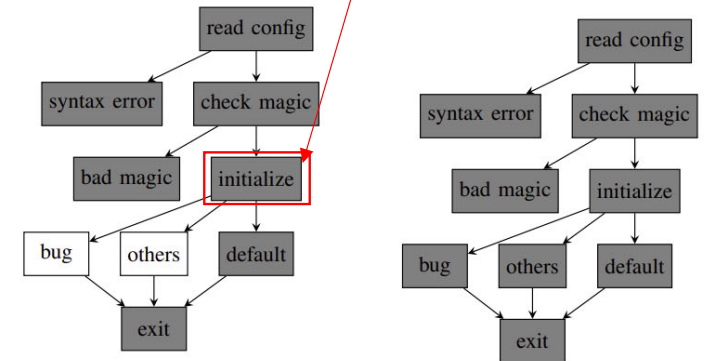 read config
syntax error check magic
bad magic initialize
bug others default
exit
read config
syntax error check magic
bad magic initialize
bug others default
exit